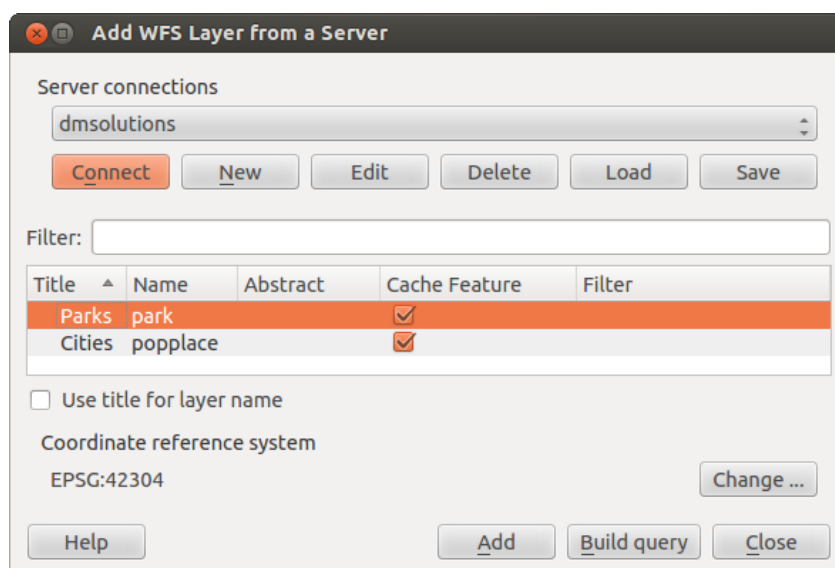 Add WFS Layer from a Server
Server connections
dmsolutions
Connect New Edit Delete Load Save
Filter:
Title Name Abstract Cache Feature Filter
Parks park
Cities popplace
Use title for layer name
Coordinate reference system
EPSG:42304 Change ...
Help Add Build query Close